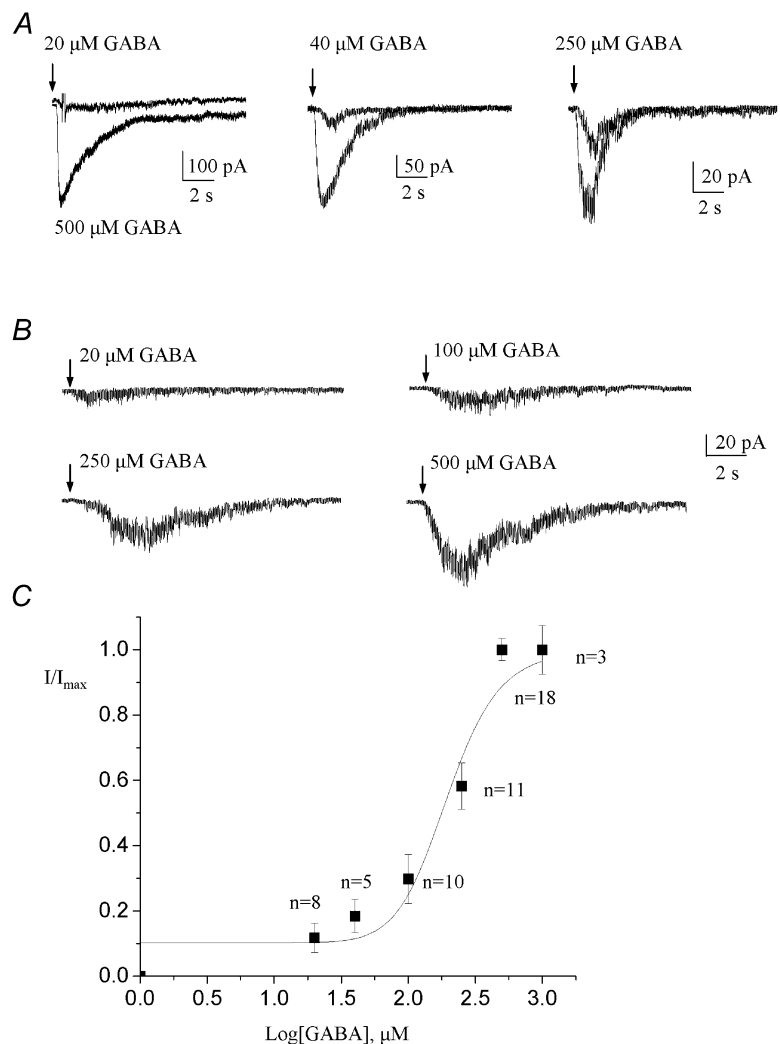 A
20 µM GABA
40 µM GABA
250 µM GABA
100 pA
2 s
50 pA
2 s
20 pA
2 s
500 µM GABA
B
20 µM GABA
100 µM GABA
20 pA
2 s
250 µM GABA
500 µM GABA
C
I/Imax
1.0
0.8
0.6
0.4
0.2
0.0
n=3
n=18
n=11
n=10
n=5
n=8
0.0 0.5 1.0 1.5 2.0 2.5 3.0
Log[GABA], µM